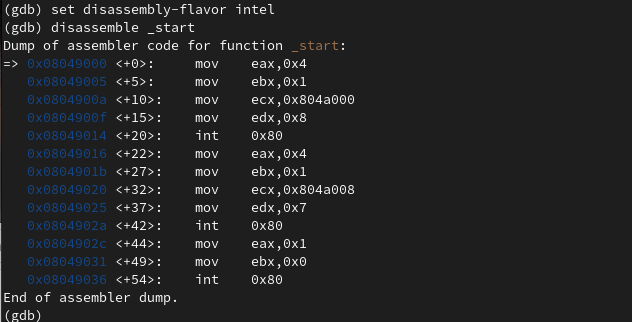 (gdb) set disassembly-flavor intel
(gdb) disassemble _start
Dump of assembler code for function _start:
=> 0x08049000 <+0>:     mov    eax,0x4
   0x08049005 <+5>:     mov    ebx,0x1
   0x0804900a <+10>:    mov    ecx,0x804a000
   0x0804900f <+15>:    mov    edx,0x8
   0x08049014 <+20>:    int    0x80
   0x08049016 <+22>:    mov    eax,0x4
   0x0804901b <+27>:    mov    ebx,0x1
   0x08049020 <+32>:    mov    ecx,0x804a008
   0x08049025 <+37>:    mov    edx,0x7
   0x0804902a <+42>:    int    0x80
   0x0804902c <+44>:    mov    eax,0x1
   0x08049031 <+49>:    mov    ebx,0x0
   0x08049036 <+54>:    int    0x80
End of assembler dump.
(gdb)